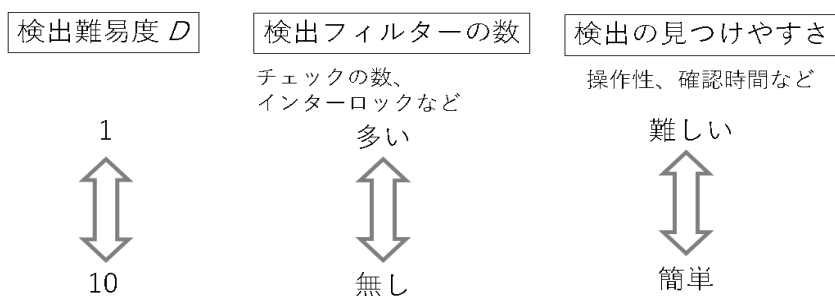 検出難易度 D
検出フィルターの数
検出の見つけやすさ
チェックの数、
インターロックなど
操作性、確認時間など
1
多い
難しい
10
無し
簡単